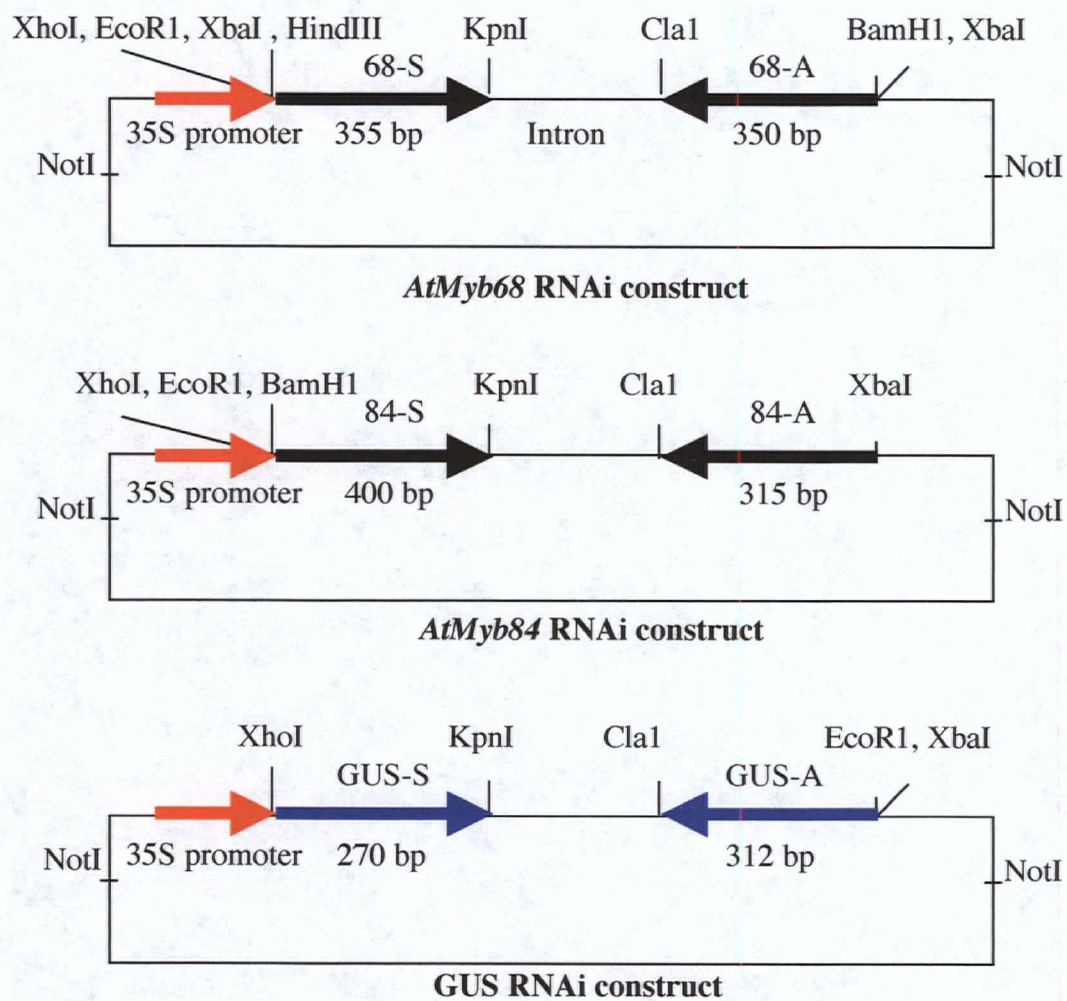 XhoI, EcoR1, XbaI , HindIII KpnI Cla1 BamH1, XbaI
68-S 68-A
35S promoter 355 bp Intron 350 bp
NotI NotI
AtMyb68 RNAi construct
XhoI, EcoR1, BamH1 KpnI Cla1 XbaI
84-S 84-A
35S promoter 400 bp 315 bp
NotI NotI
AtMyb84 RNAi construct
XhoI KpnI Cla1 EcoR1, XbaI
GUS-S GUS-A
35S promoter 270 bp 312 bp
NotI NotI
GUS RNAi construct